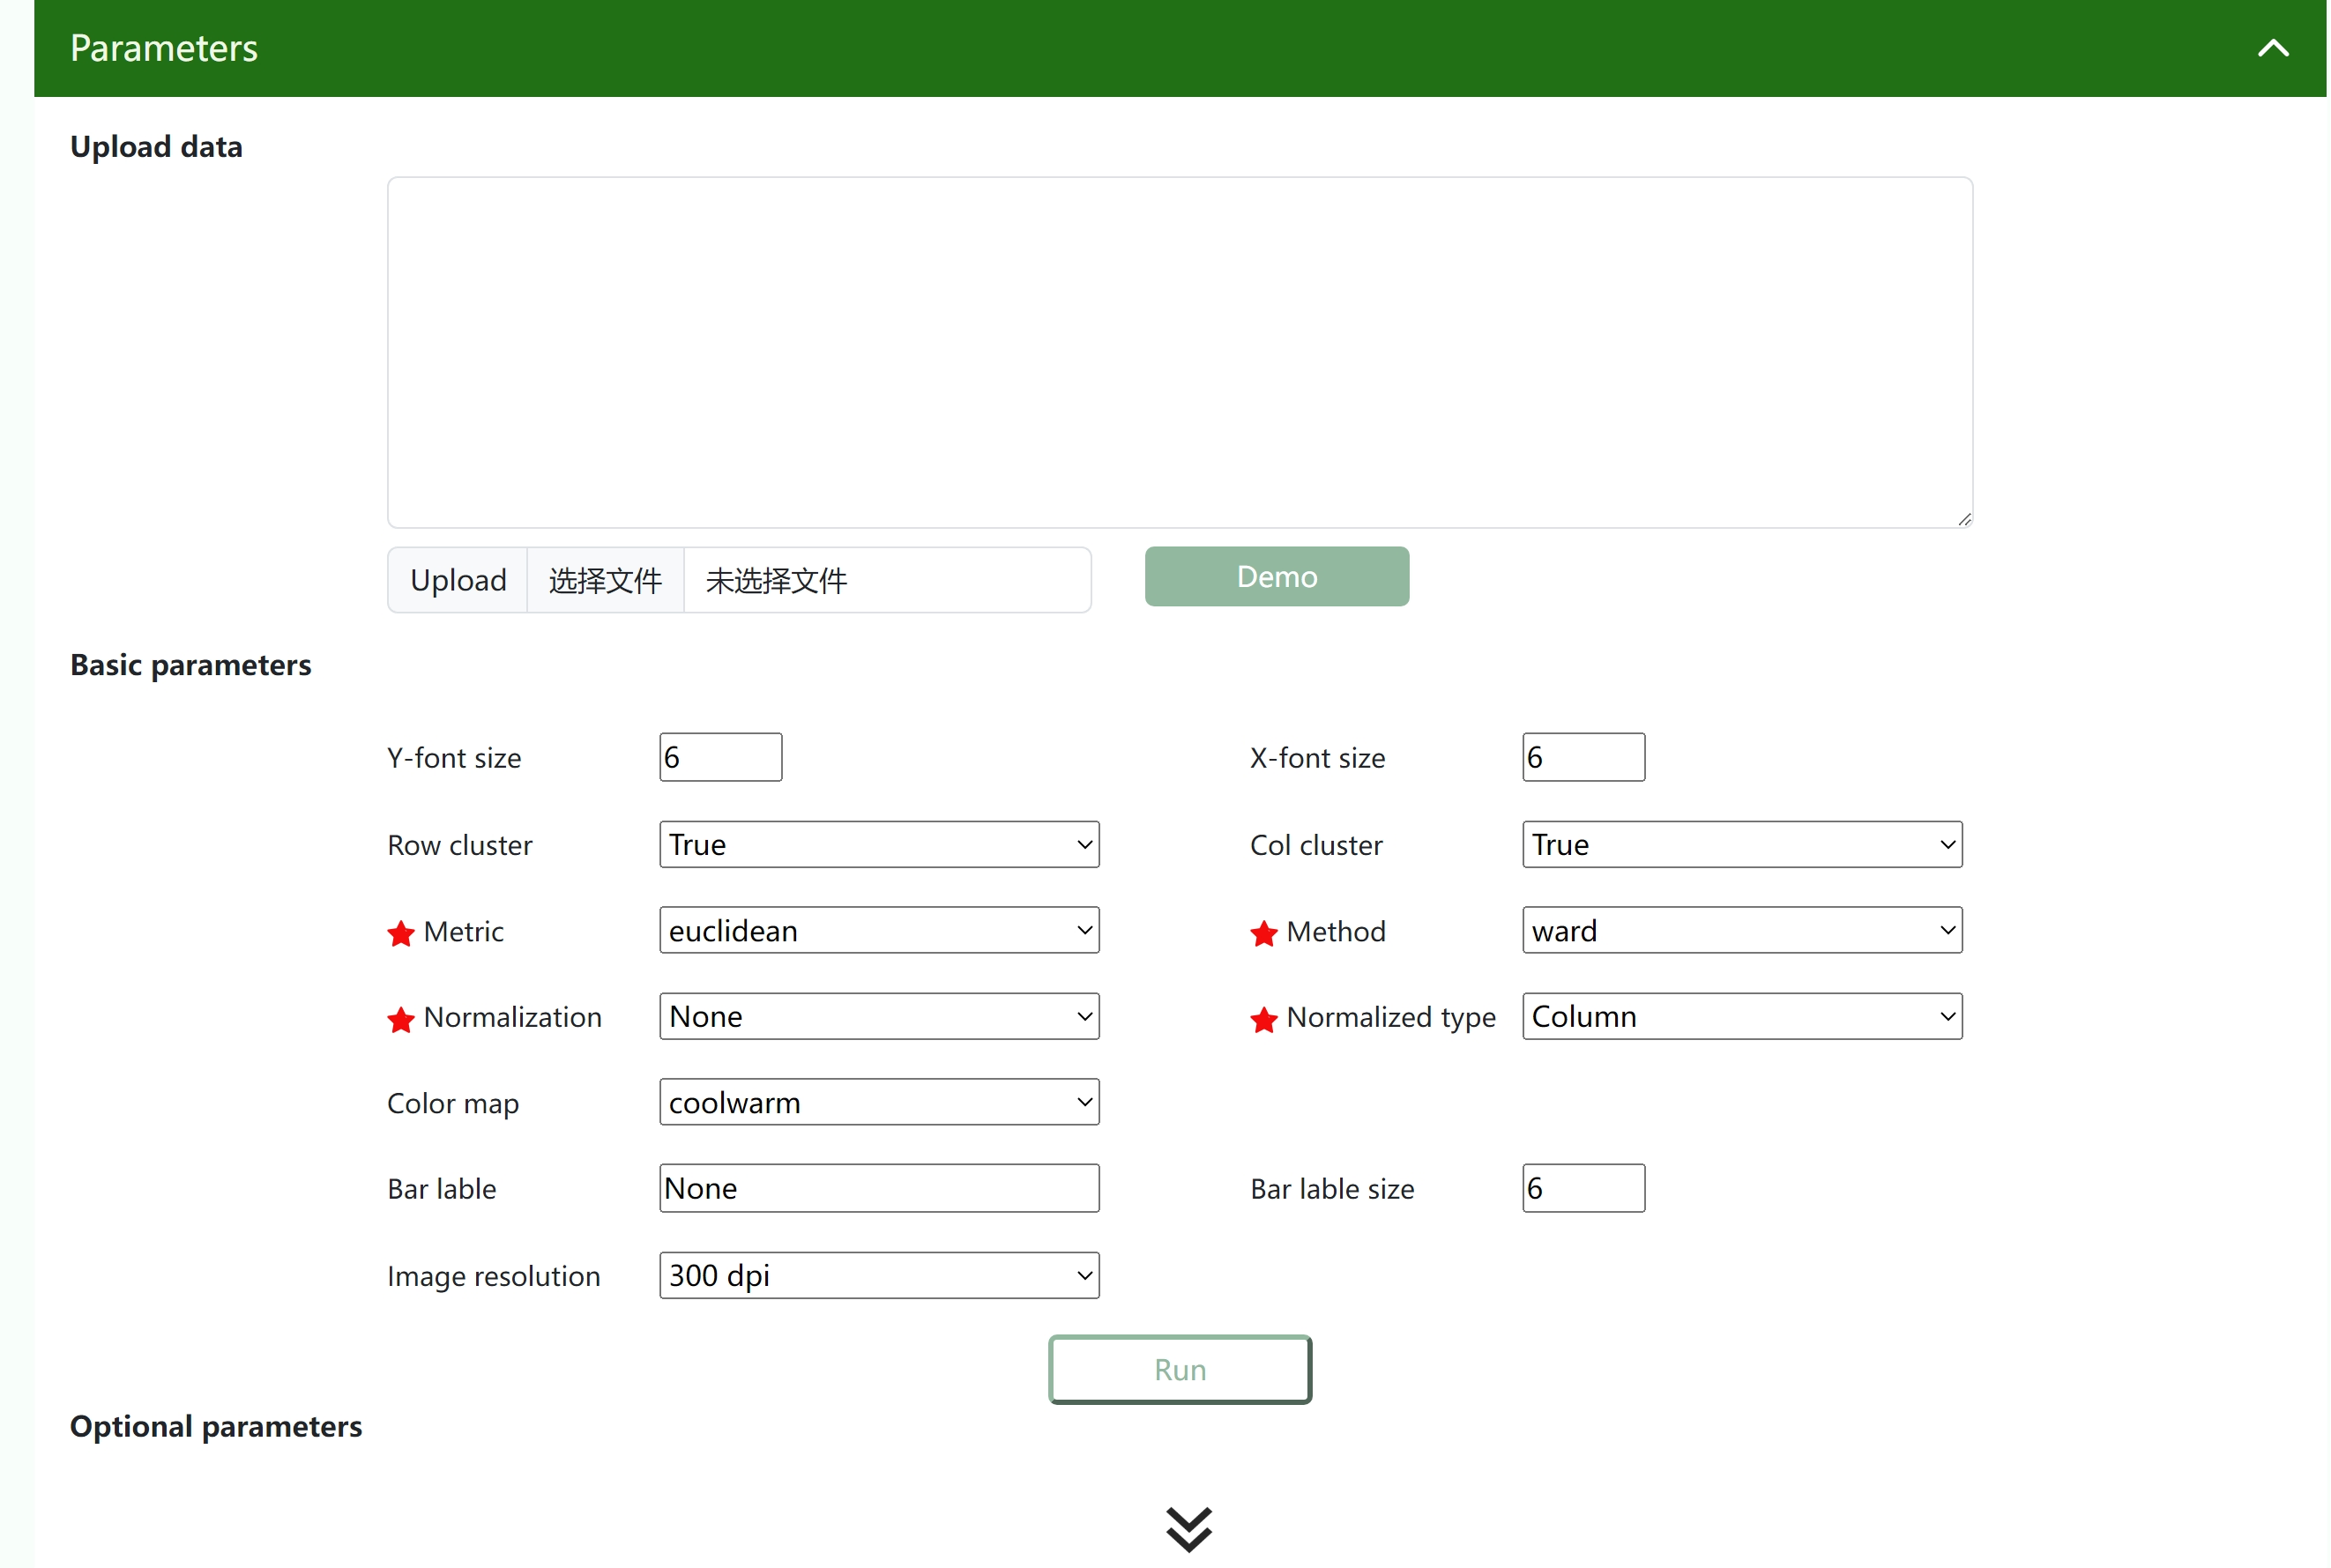 Parameters
Upload data
Upload 选择文件 未选择文件 Demo
Basic parameters
Y-font size 6 X-font size 6
Row cluster True Col cluster True
Metric euclidean Method ward
Normalization None Normalized type Column
Color map coolwarm
Bar lable None Bar lable size 6
Image resolution 300 dpi
Run
Optional parameters